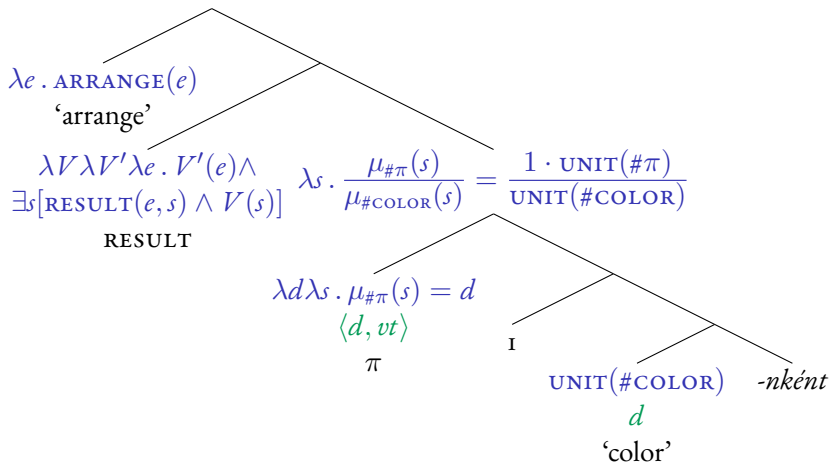 λe . ARRANGE(e)
'arrange'
λVλV′λe . V′(e)∧
∃s[RESULT(e, s) ∧ V(s)]
RESULT
λs . μ#π(s) / μ#COLOR(s) = 1 · UNIT(#π) / UNIT(#COLOR)
λdλs . μ#π(s) = d
⟨d, vt⟩
π
1
UNIT(#COLOR)
d
'color'
-nként